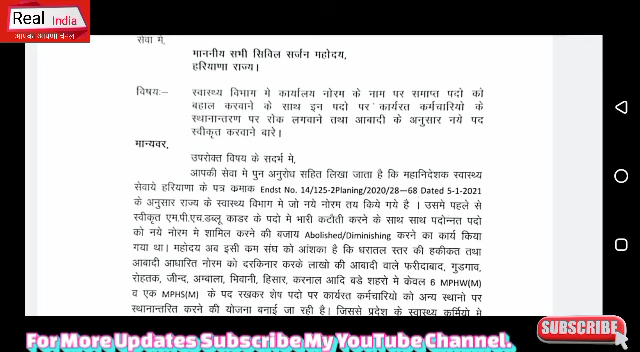 Real India
आपका अपना चैनल
सेवा मे,
माननीय सभी सिविल सर्जन महोदय,
हरियाणा राज्य।
विषय:– स्वास्थ्य विभाग मे कार्यालय नोरम के नाम पर समाप्त पदो को
बहाल करवाने के साथ इन पदो पर कार्यरत कर्मचारियो के
स्थानान्तरण पर रोक लगवाने तथा आबादी के अनुसार नये पद
स्वीकृत करवाने बारे।
मान्यवर,
उपरोक्त विषय के सदर्भ मे,
आपकी सेवा मे पुन अनुरोध सहित लिखा जाता है कि महानिदेशक स्वास्थ्य
सेवाये हरियाणा के पत्र कमाक Endst No. 14/125-2Planing/2020/28—68 Dated 5-1-2021
के अनुसार राज्य के स्वास्थ्य विभाग मे जो नये नोरम तय किये गये है । उसमे पहले से
स्वीकृत एम.पी.एच.डब्लू काडर के पदो मे भारी कटौती करने के साथ साथ पदोन्नत पदो
को नये नोरम मे शामिल करने की बजाय Abolished/Diminishing करने का कार्य किया
गया था। महोदय अब इसी कम संघ को आंशका है कि धरातल स्तर की हकीकत तथा
आबादी आधारित नोरम को दरकिनार करके लाखो की आबादी वाले फरीदाबाद, गुडगाव,
रोहतक, जीन्द, अम्बाला, भिवानी, हिसार, करनाल आदि बडे शहरो मे केवल 6 MPHW(M)
व एक MPHS(M) के पद रखकर शेष पदो पर कार्यरत कर्मचारियो को अन्य स्थानो पर
स्थानान्तरित करने की योजना बनाई जा रही है। जिससे प्रदेश के स्वास्थ्य कर्मियो मे
SUBSCRIBE
For More Updates Subscribe My YouTube Channel.